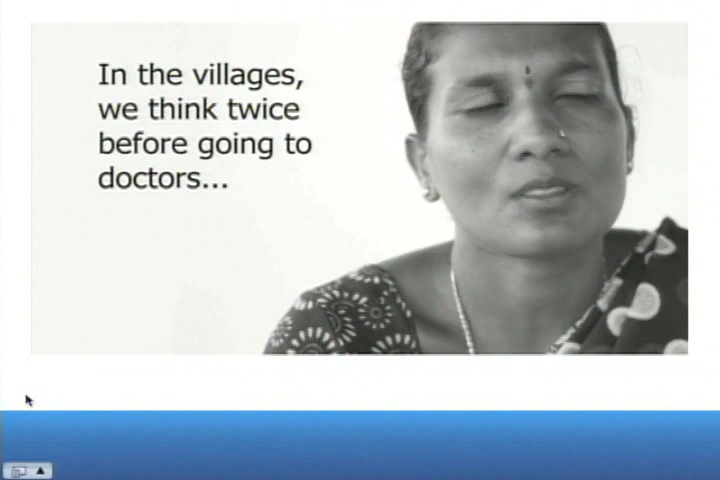 In the villages,
we think twice
before going to
doctors...